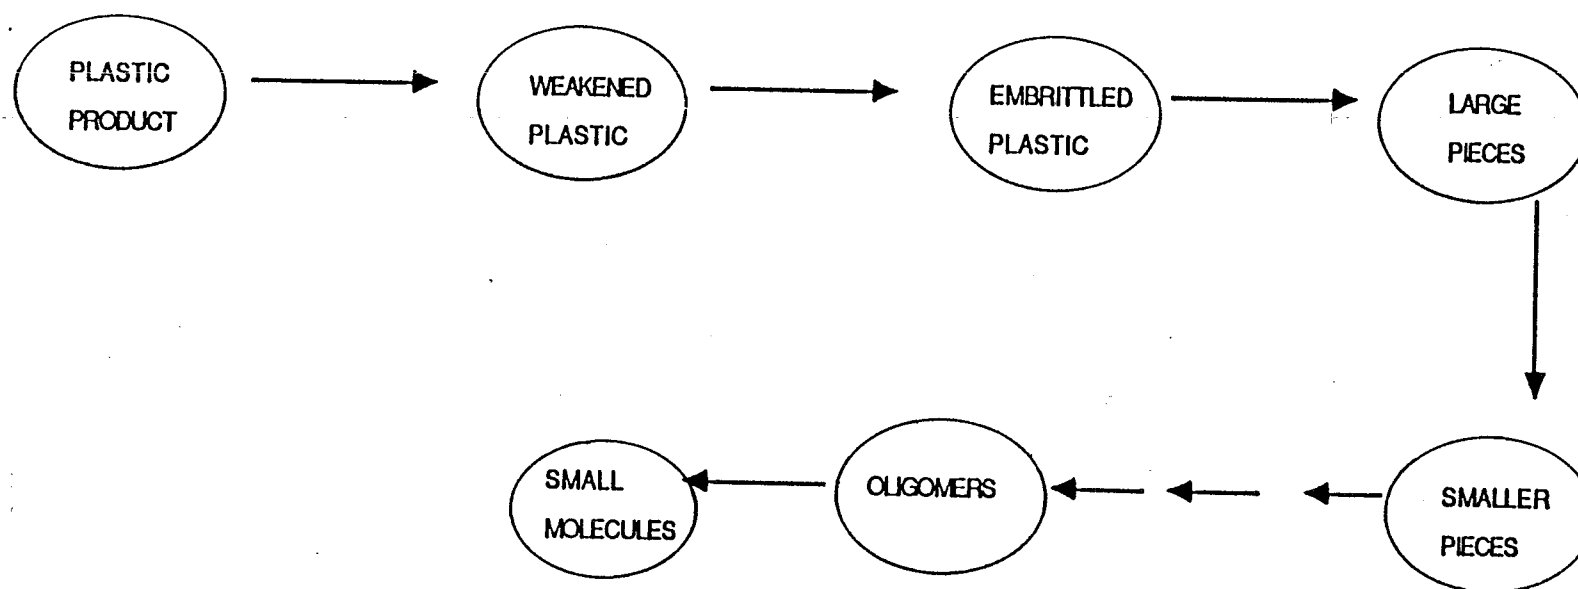 PLASTIC
PRODUCT
WEAKENED
PLASTIC
EMBRITTLED
PLASTIC
LARGE
PIECES
SMALLER
PIECES
OLIGOMERS
SMALL
MOLECULES